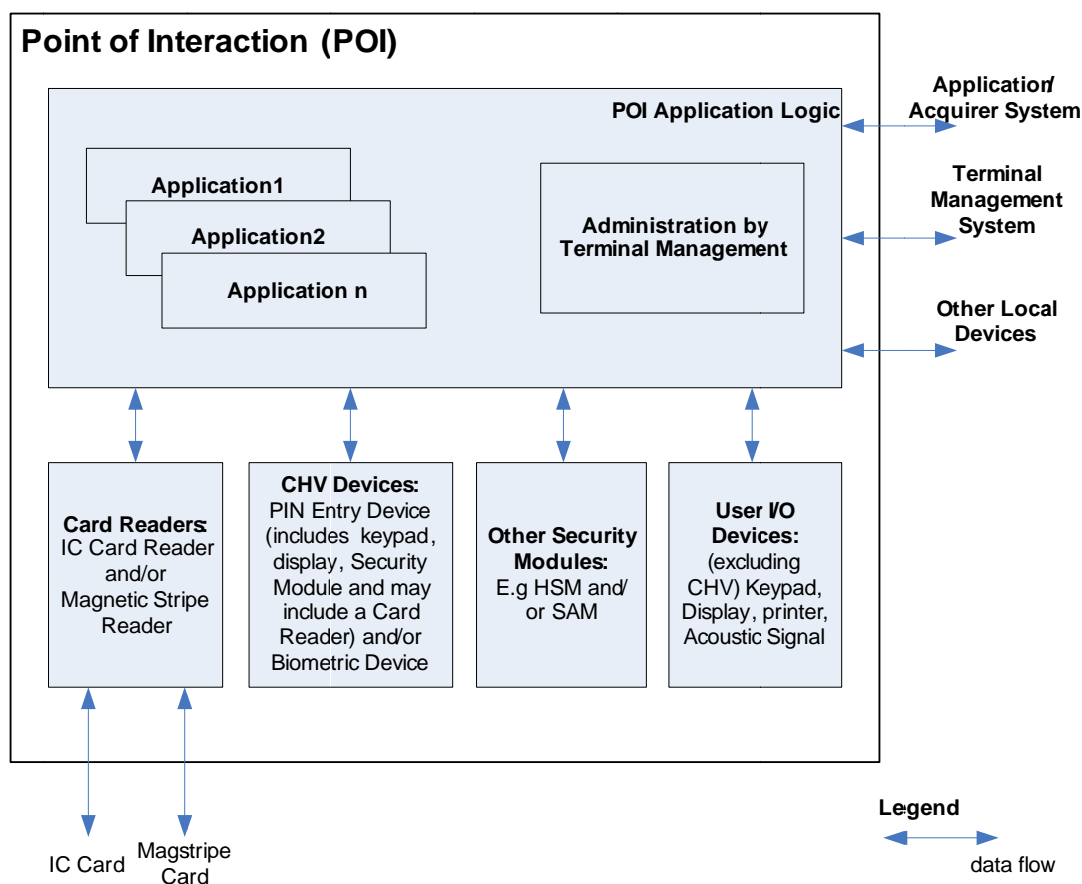 Point of Interaction (POI)
POI Application Logic
Application1
Application2
Application n
Administration by
Terminal Management
Application/
Acquirer System
Terminal
Management
System
Other Local
Devices
Card Readers:
IC Card Reader
and/or
Magnetic Stripe
Reader
CHV Devices:
PIN Entry Device
(includes keypad,
display, Security
Module and may
include a Card
Reader) and/or
Biometric Device
Other Security
Modules:
E.g HSM and/
or SAM
User I/O
Devices:
(excluding
CHV) Keypad,
Display, printer,
Acoustic Signal
IC Card
Magstripe
Card
Legend
data flow